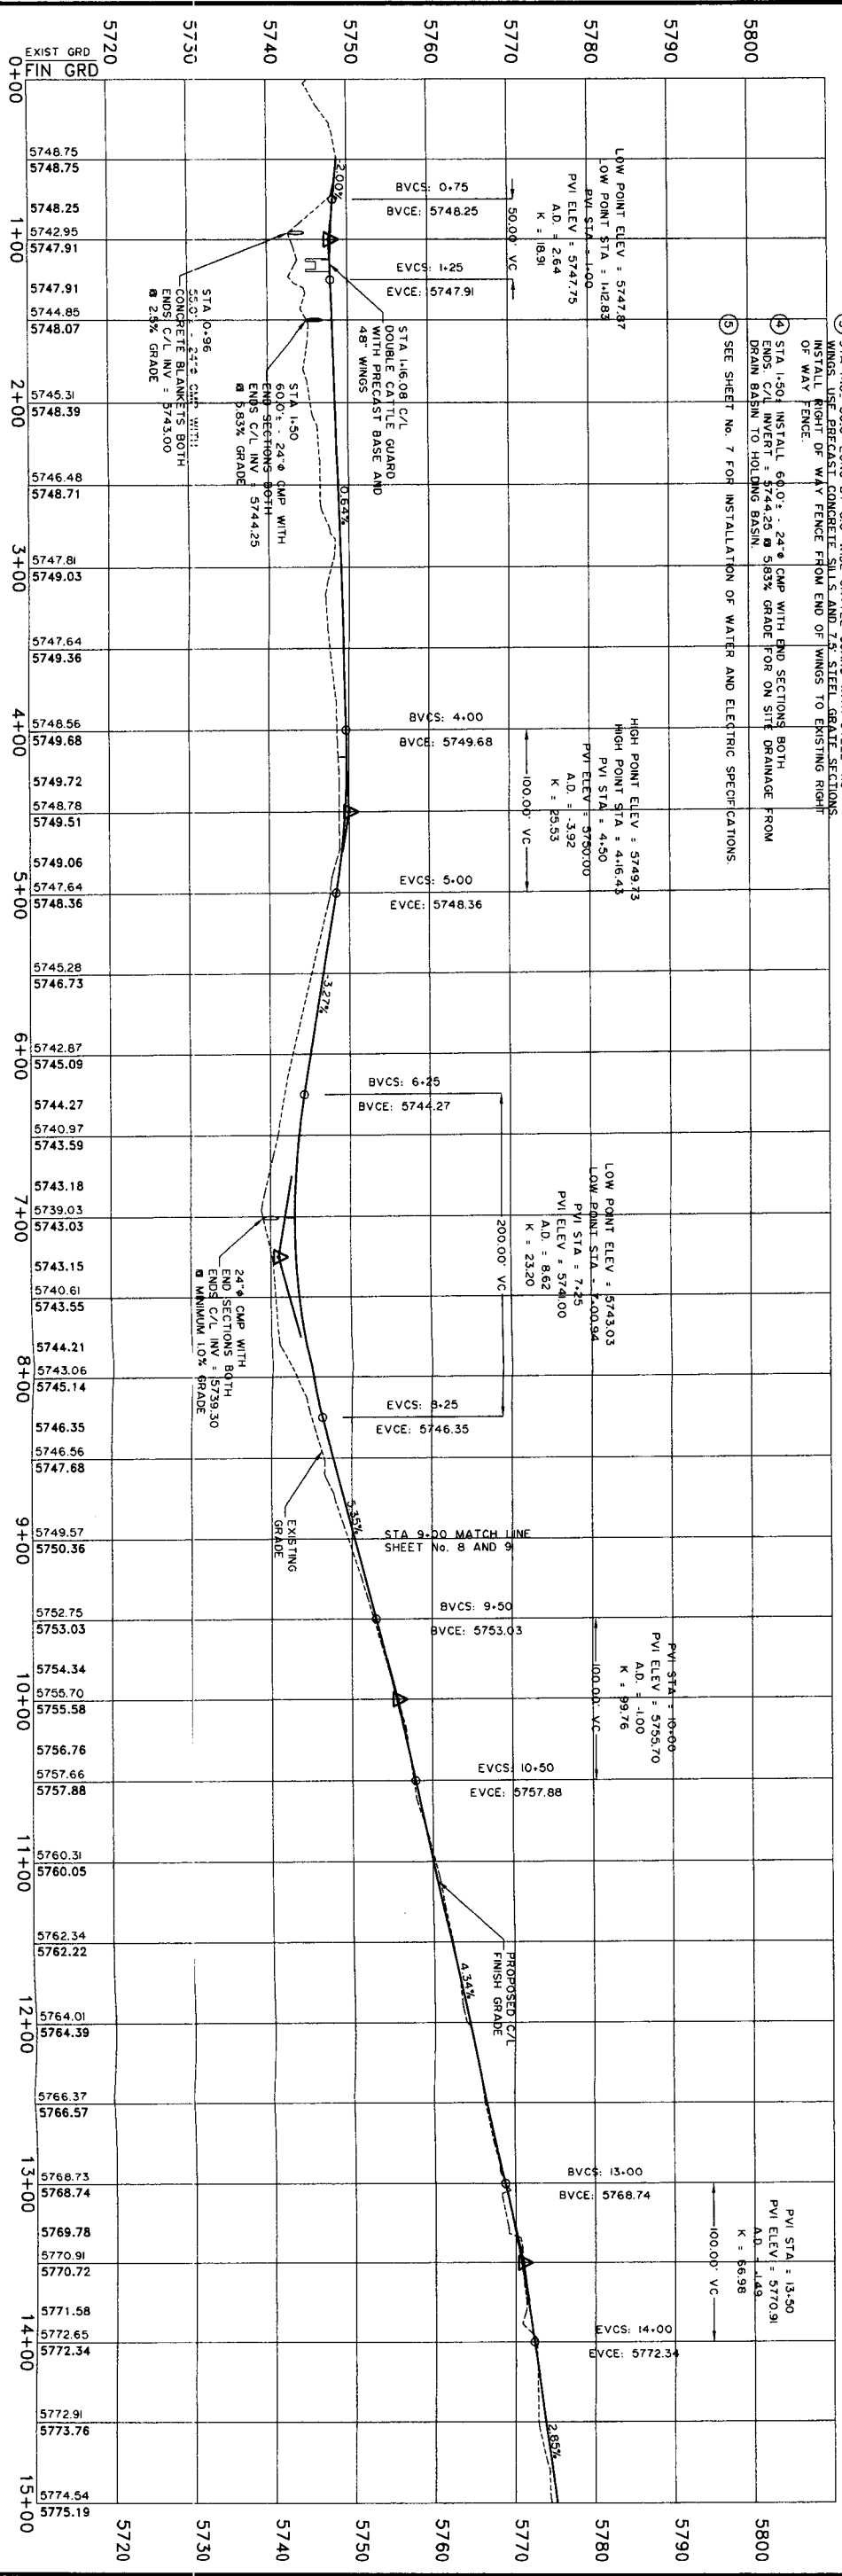 WINGS. USE PRECAST CONCRETE SILLS AND 7.5' STEEL GRATE SECTIONS
INSTALL RIGHT OF WAY FENCE FROM END OF WINGS TO EXISTING RIGHT
OF WAY FENCE.
④ STA 1+50± INSTALL 60.0'± - 24"ø CMP WITH END SECTIONS BOTH
ENDS. C/L INVERT = 5744.25 @ 5.83% GRADE FOR ON SITE DRAINAGE FROM
DRAIN BASIN TO HOLDING BASIN.
⑤ SEE SHEET No. 7 FOR INSTALLATION OF WATER AND ELECTRIC SPECIFICATIONS.
5800
5790
5780
5770
5760
5750
5740
5730
5720
LOW POINT ELEV = 5747.87
LOW POINT STA = 1+12.83
PVI STA = 1+00
PVI ELEV = 5747.75
A.D. = 2.64
K = 18.91
50.00' VC
BVCS: 0+75
BVCE: 5748.25
EVCS: 1+25
EVCE: 5747.91
-2.00%
STA 1+16.08 C/L
DOUBLE CATTLE GUARD
WITH PRECAST BASE AND
48" WINGS
STA 1+50
60.0'± - 24"ø CMP WITH
END SECTIONS BOTH
ENDS C/L INV = 5744.25
@ 5.83% GRADE
STA 0+96
55.0'± - 24"ø CMP WITH
CONCRETE BLANKETS BOTH
ENDS. C/L INV = 5743.00
@ 2.5% GRADE
0.64%
HIGH POINT ELEV = 5749.73
HIGH POINT STA = 4+16.43
PVI STA = 4+50
PVI ELEV = 5750.00
A.D. = -3.92
K = 25.53
100.00' VC
BVCS: 4+00
BVCE: 5749.68
EVCS: 5+00
EVCE: 5748.36
-3.27%
LOW POINT ELEV = 5743.03
LOW POINT STA = 7+00.94
PVI STA = 7+25
PVI ELEV = 5741.00
A.D. = 8.62
K = 23.20
200.00' VC
BVCS: 6+25
BVCE: 5744.27
EVCS: 8+25
EVCE: 5746.35
24"ø CMP WITH
END SECTIONS BOTH
ENDS C/L INV = 5739.30
@ MINIMUM 1.0% GRADE
5.35%
EXISTING
GRADE
STA 9+00 MATCH LINE
SHEET No. 8 AND 9
PVI STA = 10+00
PVI ELEV = 5755.70
A.D. = -1.00
K = 99.76
100.00' VC
BVCS: 9+50
BVCE: 5753.03
EVCS: 10+50
EVCE: 5757.88
PROPOSED C/L
FINISH GRADE
4.34%
PVI STA = 13+50
PVI ELEV = 5770.91
A.D. = -1.49
K = 66.98
100.00' VC
BVCS: 13+00
BVCE: 5768.74
EVCS: 14+00
EVCE: 5772.34
2.85%
5800
5790
5780
5770
5760
5750
5740
5730
5720
EXIST GRD
FIN GRD
5748.75
5748.75
5748.25
5742.95
5747.91
5747.91
5744.85
5748.07
5745.31
5748.39
5746.48
5748.71
5747.81
5749.03
5747.64
5749.36
5748.56
5749.68
5749.72
5748.78
5749.51
5749.06
5747.64
5748.36
5745.28
5746.73
5742.87
5745.09
5744.27
5740.97
5743.59
5743.18
5739.03
5743.03
5743.15
5740.61
5743.55
5744.21
5743.06
5745.14
5746.35
5746.56
5747.68
5749.57
5750.36
5752.75
5753.03
5754.34
5755.70
5755.58
5756.76
5757.66
5757.88
5760.31
5760.05
5762.34
5762.22
5764.01
5764.39
5766.37
5766.57
5768.73
5768.74
5769.78
5770.91
5770.72
5771.58
5772.65
5772.34
5772.91
5773.76
5774.54
5775.19
0+00
1+00
2+00
3+00
4+00
5+00
6+00
7+00
8+00
9+00
10+00
11+00
12+00
13+00
14+00
15+00